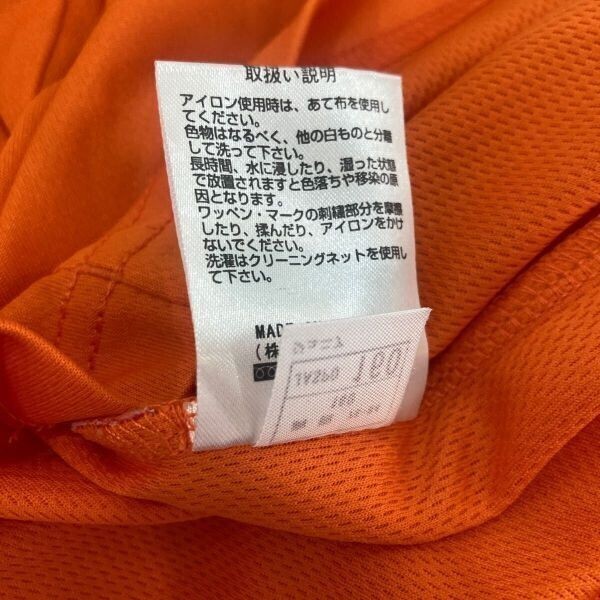 取扱い説明
アイロン使用時は、あて布を使用し
てください。
色物はなるべく、他の白ものと分離
して洗って下さい。
長時間、水に浸したり、湿った状態
で放置されますと色落ちや移染の原
因となります。
ワッペン・マークの刺繍部分を摩擦
したり、揉んだり、アイロンをかけ
ないでください。
洗濯はクリーニングネットを使用し
て下さい。
MADE
(株
160